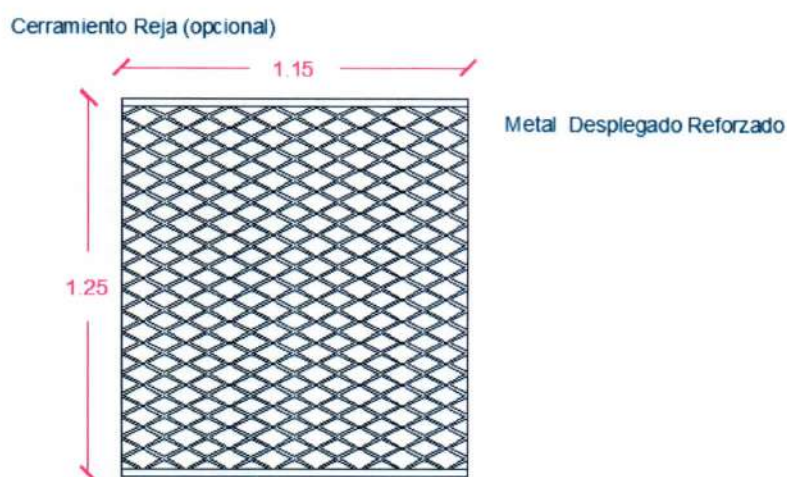 Cerramiento Reja (opcional)
1.15
Metal Desplegado Reforzado
1.25